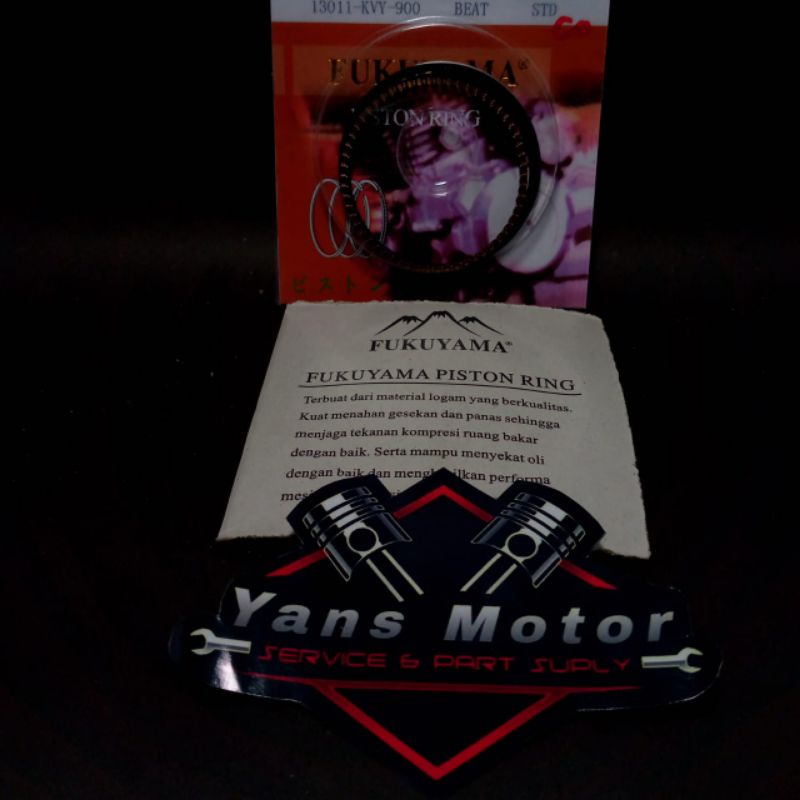 13011-KVY-900 BEAT STD
60
FUKUYAMA®
PISTON RING
ピストン
FUKUYAMA®
FUKUYAMA PISTON RING
Terbuat dari material logam yang berkualitas.
Kuat menahan gesekan dan panas sehingga
menjaga tekanan kompresi ruang bakar
dengan baik. Serta mampu menyekat oli
dengan baik dan performa
Yans Motor
SERVICE & PART SUPLY